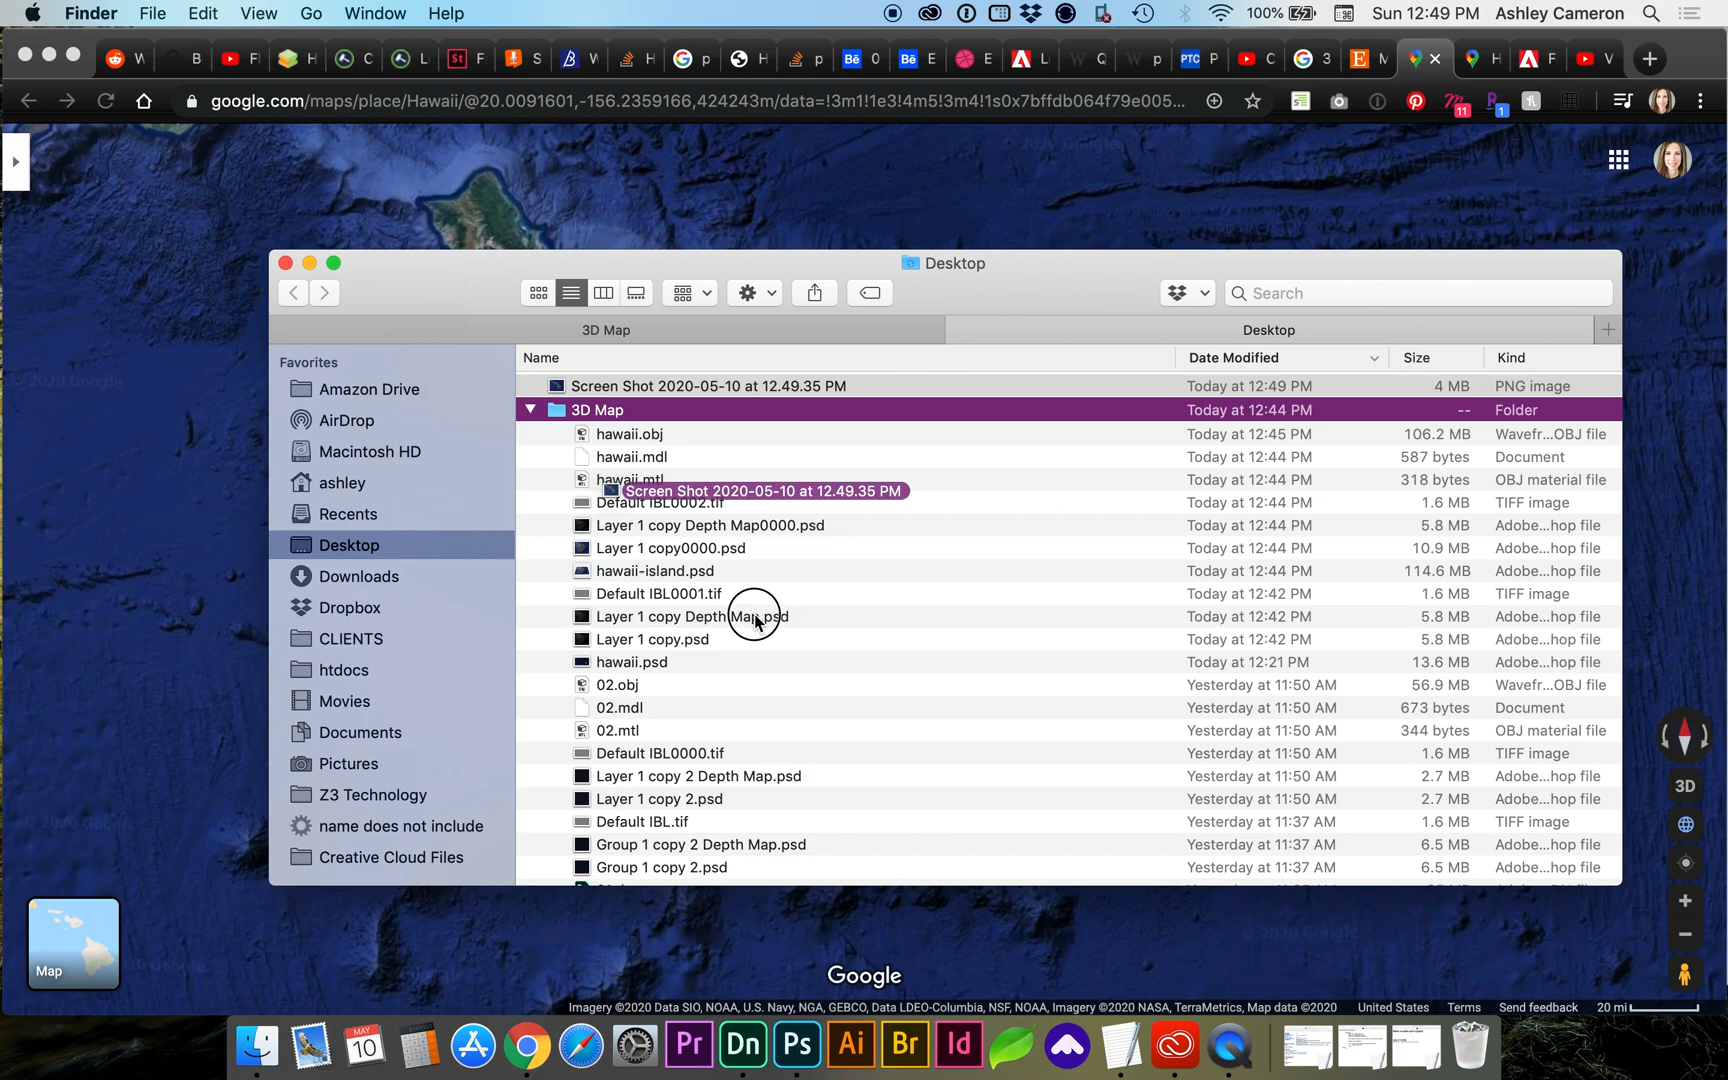 Finder File Edit View Go Window Help 100% Sun 12:49 PM Ashley Cameron
W B F H C L St F S W H G p H p Bē 0 Bē E E L W Q W p PTC P C G 3 E M H F V
google.com/maps/place/Hawaii/@20.0091601,-156.2359166,424243m/data=!3m1!1e3!4m5!3m4!1s0x7bffdb064f79e005... 11 1
Desktop
Search
3D Map Desktop
Favorites
Amazon Drive
AirDrop
Macintosh HD
ashley
Recents
Desktop
Downloads
Dropbox
CLIENTS
htdocs
Movies
Documents
Pictures
Z3 Technology
name does not include
Creative Cloud Files
Name Date Modified Size Kind
Screen Shot 2020-05-10 at 12.49.35 PM Today at 12:49 PM 4 MB PNG image
3D Map Today at 12:44 PM -- Folder
hawaii.obj Today at 12:45 PM 106.2 MB Wavefr...OBJ file
hawaii.mdl Today at 12:44 PM 587 bytes Document
hawaii.mtl Today at 12:44 PM 318 bytes OBJ material file
Screen Shot 2020-05-10 at 12.49.35 PM
Default IBL0002.tif Today at 12:44 PM 1.6 MB TIFF image
Layer 1 copy Depth Map0000.psd Today at 12:44 PM 5.8 MB Adobe...hop file
Layer 1 copy0000.psd Today at 12:44 PM 10.9 MB Adobe...hop file
hawaii-island.psd Today at 12:44 PM 114.6 MB Adobe...hop file
Default IBL0001.tif Today at 12:42 PM 1.6 MB TIFF image
Layer 1 copy Depth Map.psd Today at 12:42 PM 5.8 MB Adobe...hop file
Layer 1 copy.psd Today at 12:42 PM 5.8 MB Adobe...hop file
hawaii.psd Today at 12:21 PM 13.6 MB Adobe...hop file
02.obj Yesterday at 11:50 AM 56.9 MB Wavefr...OBJ file
02.mdl Yesterday at 11:50 AM 673 bytes Document
02.mtl Yesterday at 11:50 AM 344 bytes OBJ material file
Default IBL0000.tif Yesterday at 11:50 AM 1.6 MB TIFF image
Layer 1 copy 2 Depth Map.psd Yesterday at 11:50 AM 2.7 MB Adobe...hop file
Layer 1 copy 2.psd Yesterday at 11:50 AM 2.7 MB Adobe...hop file
Default IBL.tif Yesterday at 11:37 AM 1.6 MB TIFF image
Group 1 copy 2 Depth Map.psd Yesterday at 11:37 AM 6.5 MB Adobe...hop file
Group 1 copy 2.psd Yesterday at 11:37 AM 6.5 MB Adobe...hop file
3D
Map
Google
Imagery ©2020 Data SIO, NOAA, U.S. Navy, NGA, GEBCO, Data LDEO-Columbia, NSF, NOAA, Imagery ©2020 NASA, TerraMetrics, Map data ©2020 United States Terms Send feedback 20 mi
MAY 10 Pr Dn Ps Ai Br Id